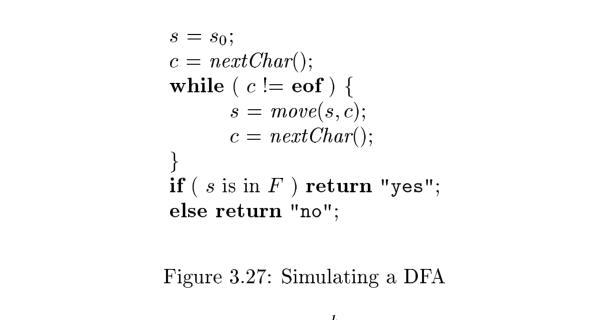 s = s₀;
c = nextChar();
while ( c != eof ) {
s = move(s, c);
c = nextChar();
}
if ( s is in F ) return "yes";
else return "no";
Figure 3.27: Simulating a DFA